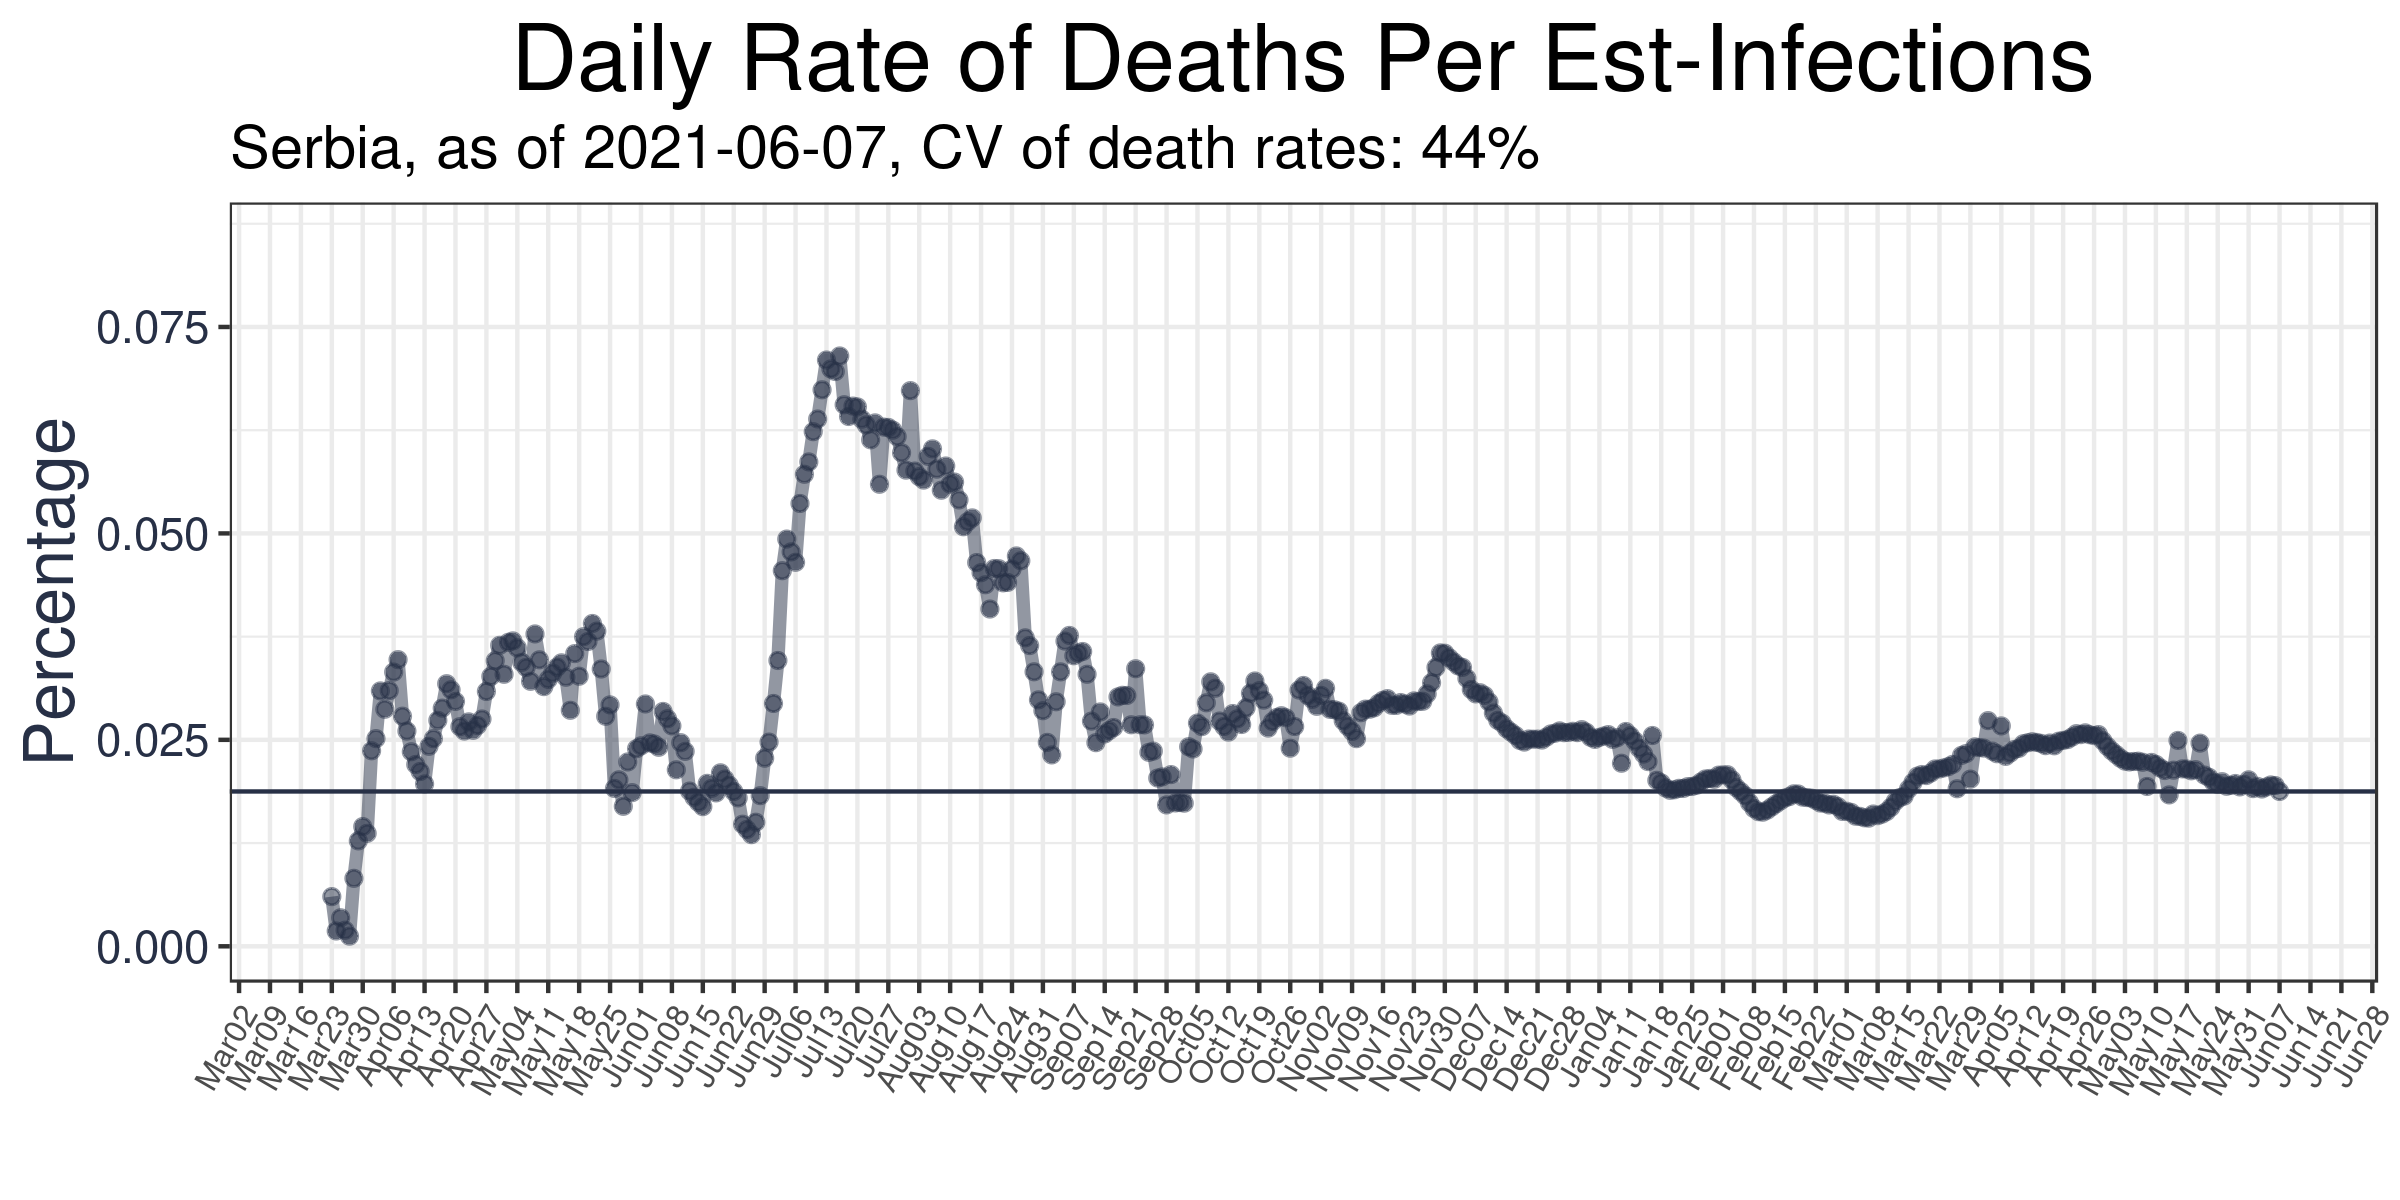 Daily Rate of Deaths Per Est-Infections
Serbia, as of 2021-06-07, CV of death rates: 44%
Percentage
0.075
0.050
0.025
0.000
Mar02
Mar09
Mar16
Mar23
Mar30
Apr06
Apr13
Apr20
Apr27
May04
May11
May18
May25
Jun01
Jun08
Jun15
Jun22
Jun29
Jul06
Jul13
Jul20
Jul27
Aug03
Aug10
Aug17
Aug24
Aug31
Sep07
Sep14
Sep21
Sep28
Oct05
Oct12
Oct19
Oct26
Nov02
Nov09
Nov16
Nov23
Nov30
Dec07
Dec14
Dec21
Dec28
Jan04
Jan11
Jan18
Jan25
Feb01
Feb08
Feb15
Feb22
Mar01
Mar08
Mar15
Mar22
Mar29
Apr05
Apr12
Apr19
Apr26
May03
May10
May17
May24
May31
Jun07
Jun14
Jun21
Jun28